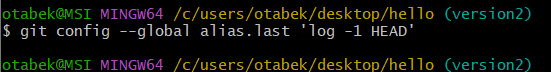 otabek@MSI MINGW64 /c/users/otabek/desktop/hello (version2)
$ git config --global alias.last 'log -1 HEAD'
otabek@MSI MINGW64 /c/users/otabek/desktop/hello (version2)